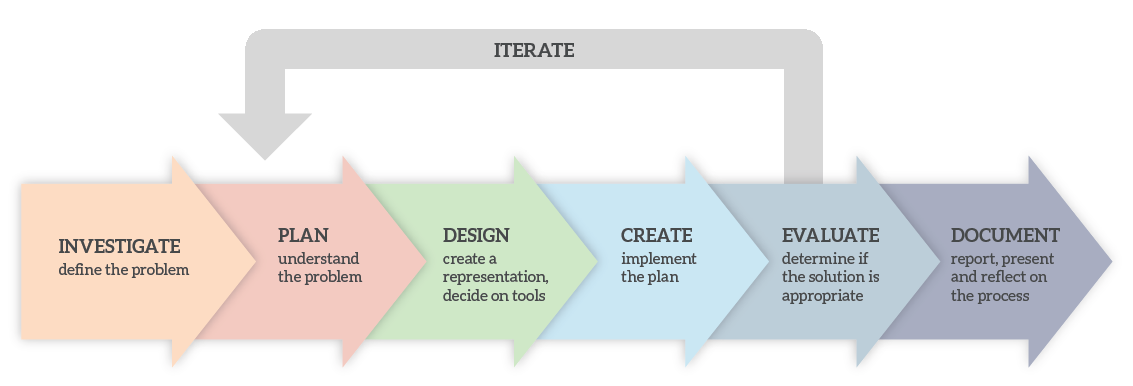 ITERATE
INVESTIGATE
define the problem
PLAN
understand
the problem
DESIGN
create a
representation,
decide on tools
CREATE
implement
the plan
EVALUATE
determine if
the solution is
appropriate
DOCUMENT
report, present
and reflect on
the process